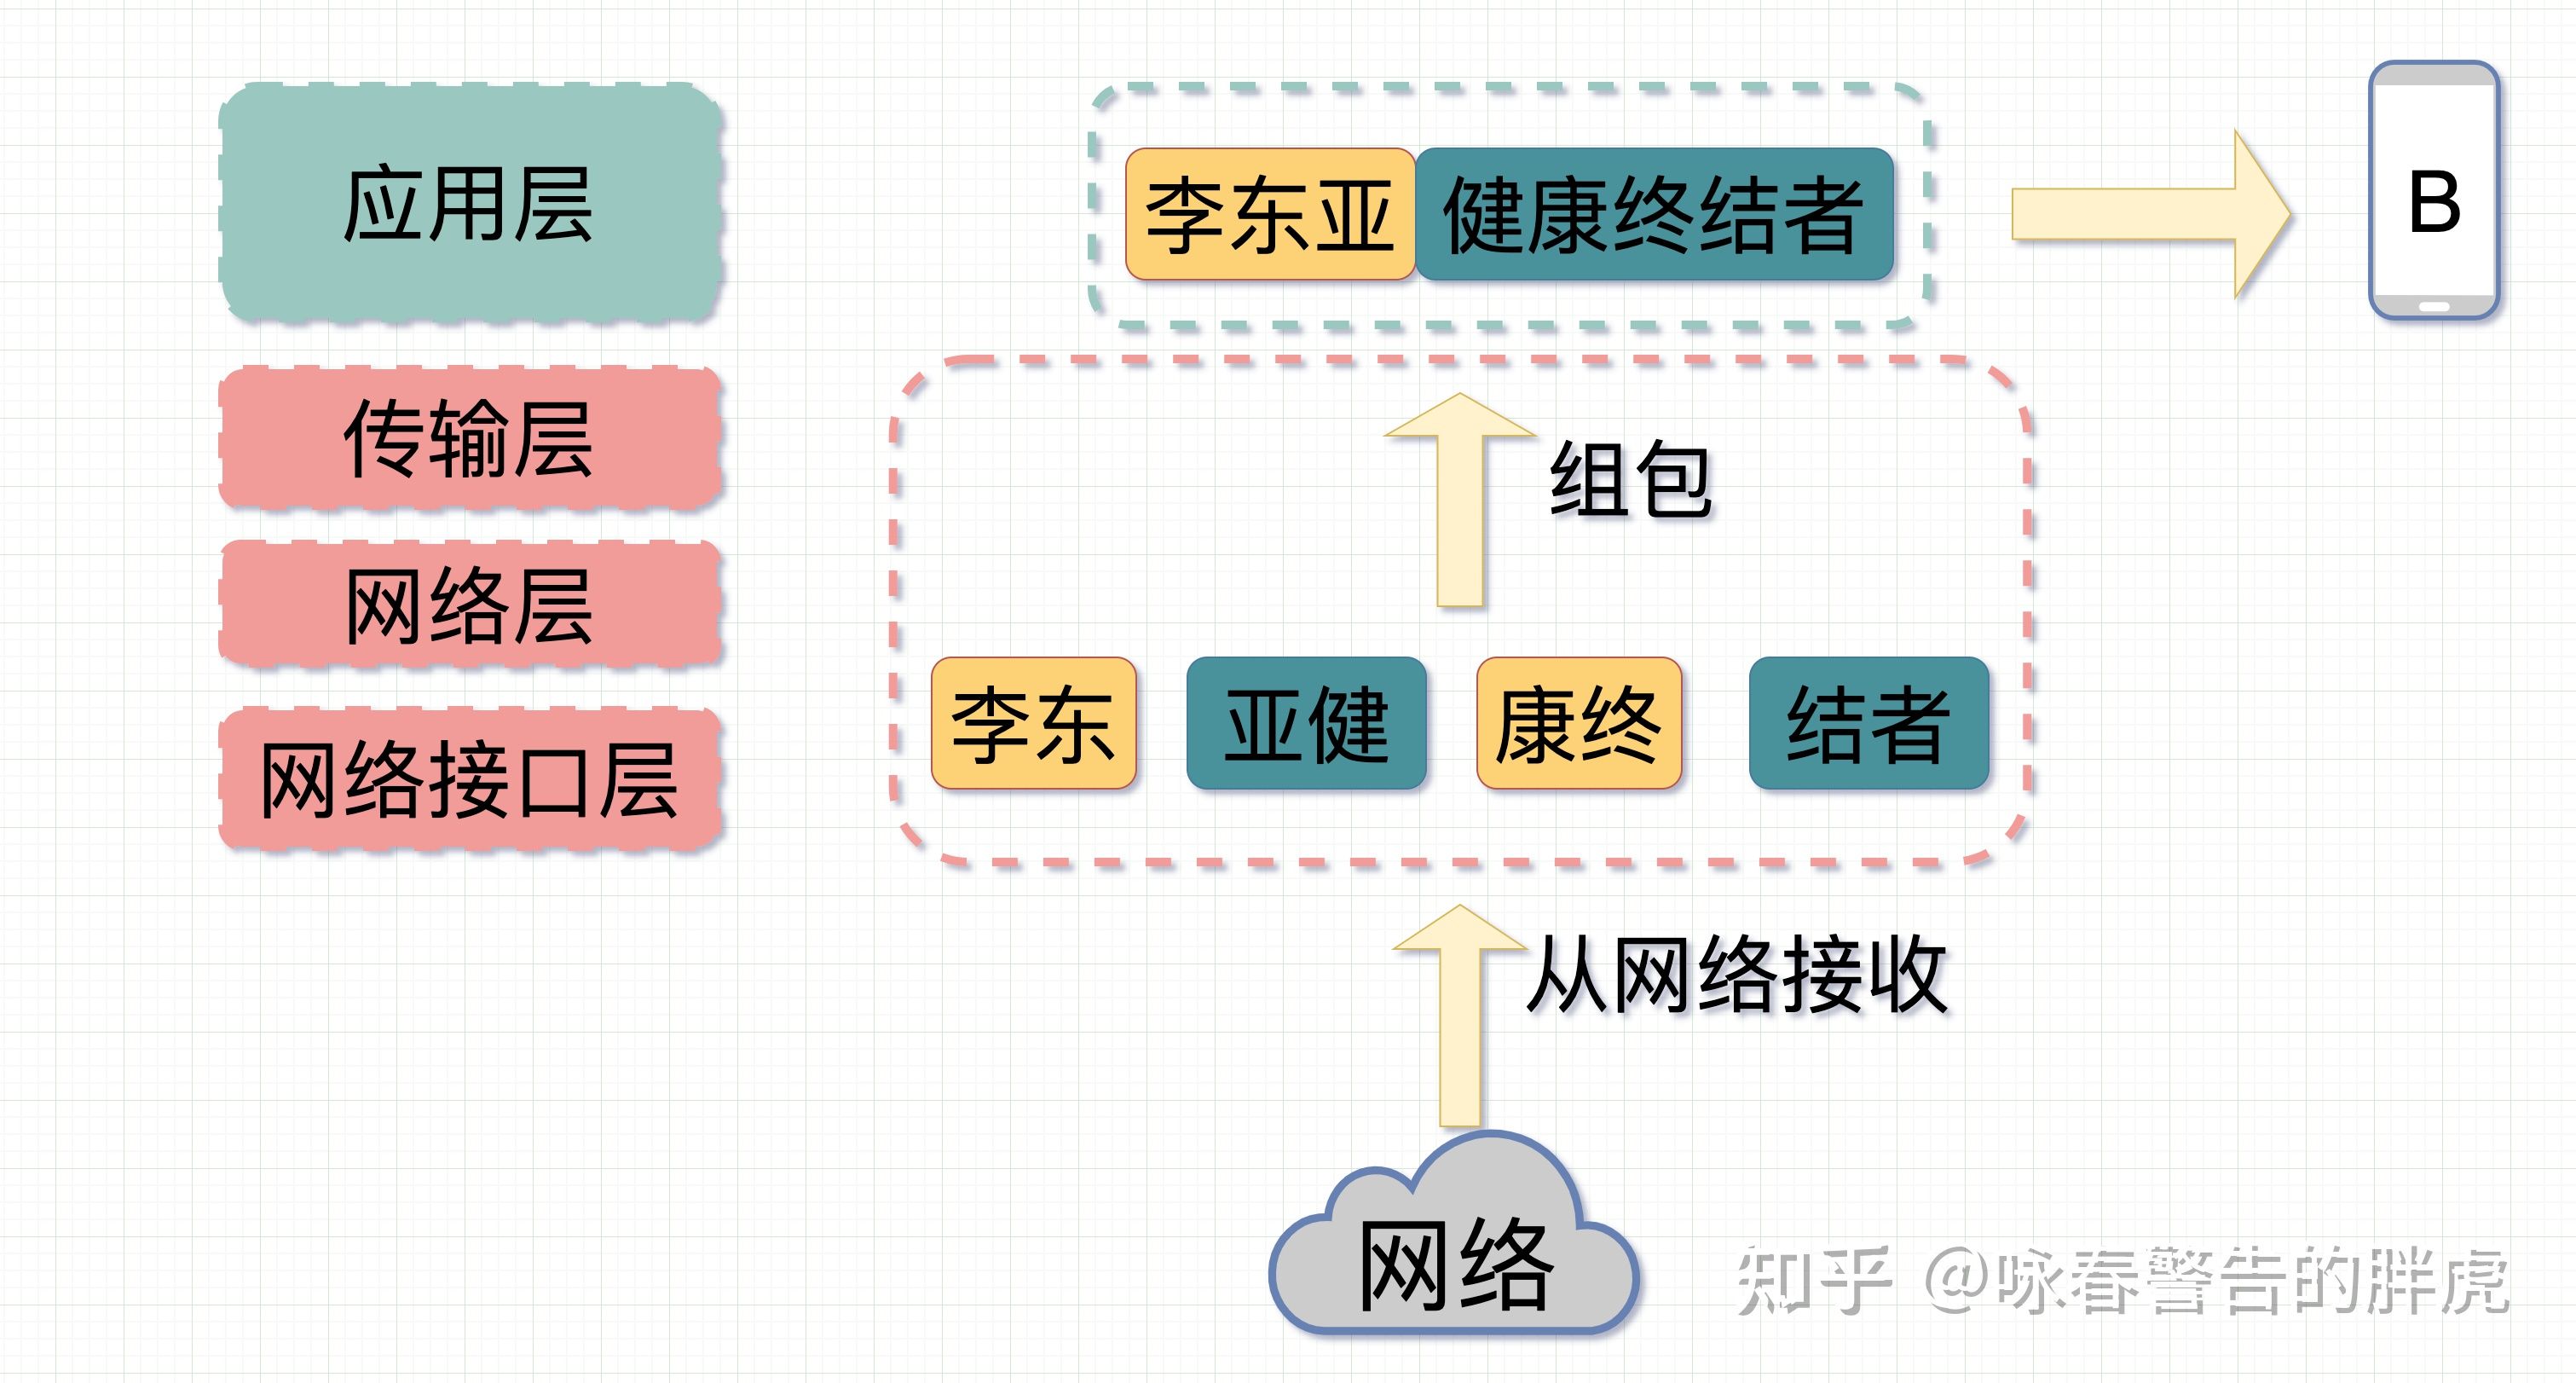 应用层
传输层
网络层
网络接口层
李东亚 健康终结者
B
组包
李东 亚健 康终 结者
从网络接收
网络
知乎 @咏春警告的胖虎